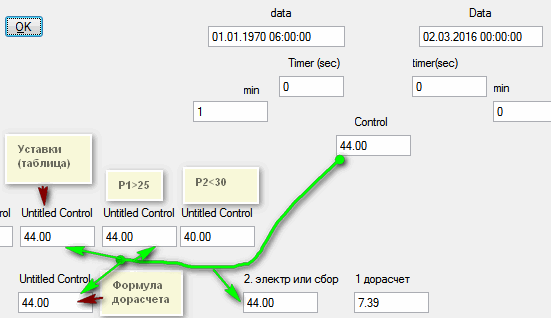 data
Data
OK
01.01.1970 06:00:00
02.03.2016 00:00:00
Timer (sec)
timer(sec)
0
0
min
min
1
0
Control
44.00
Уставки
(таблица)
P1>25
P2<30
rol
Untitled Control
Untitled Control
Untitled Control
44.00
44.00
40.00
Untitled Control
Формула
дорасчета
2. электр или сбор
1 дорасчет
44.00
44.00
7.39